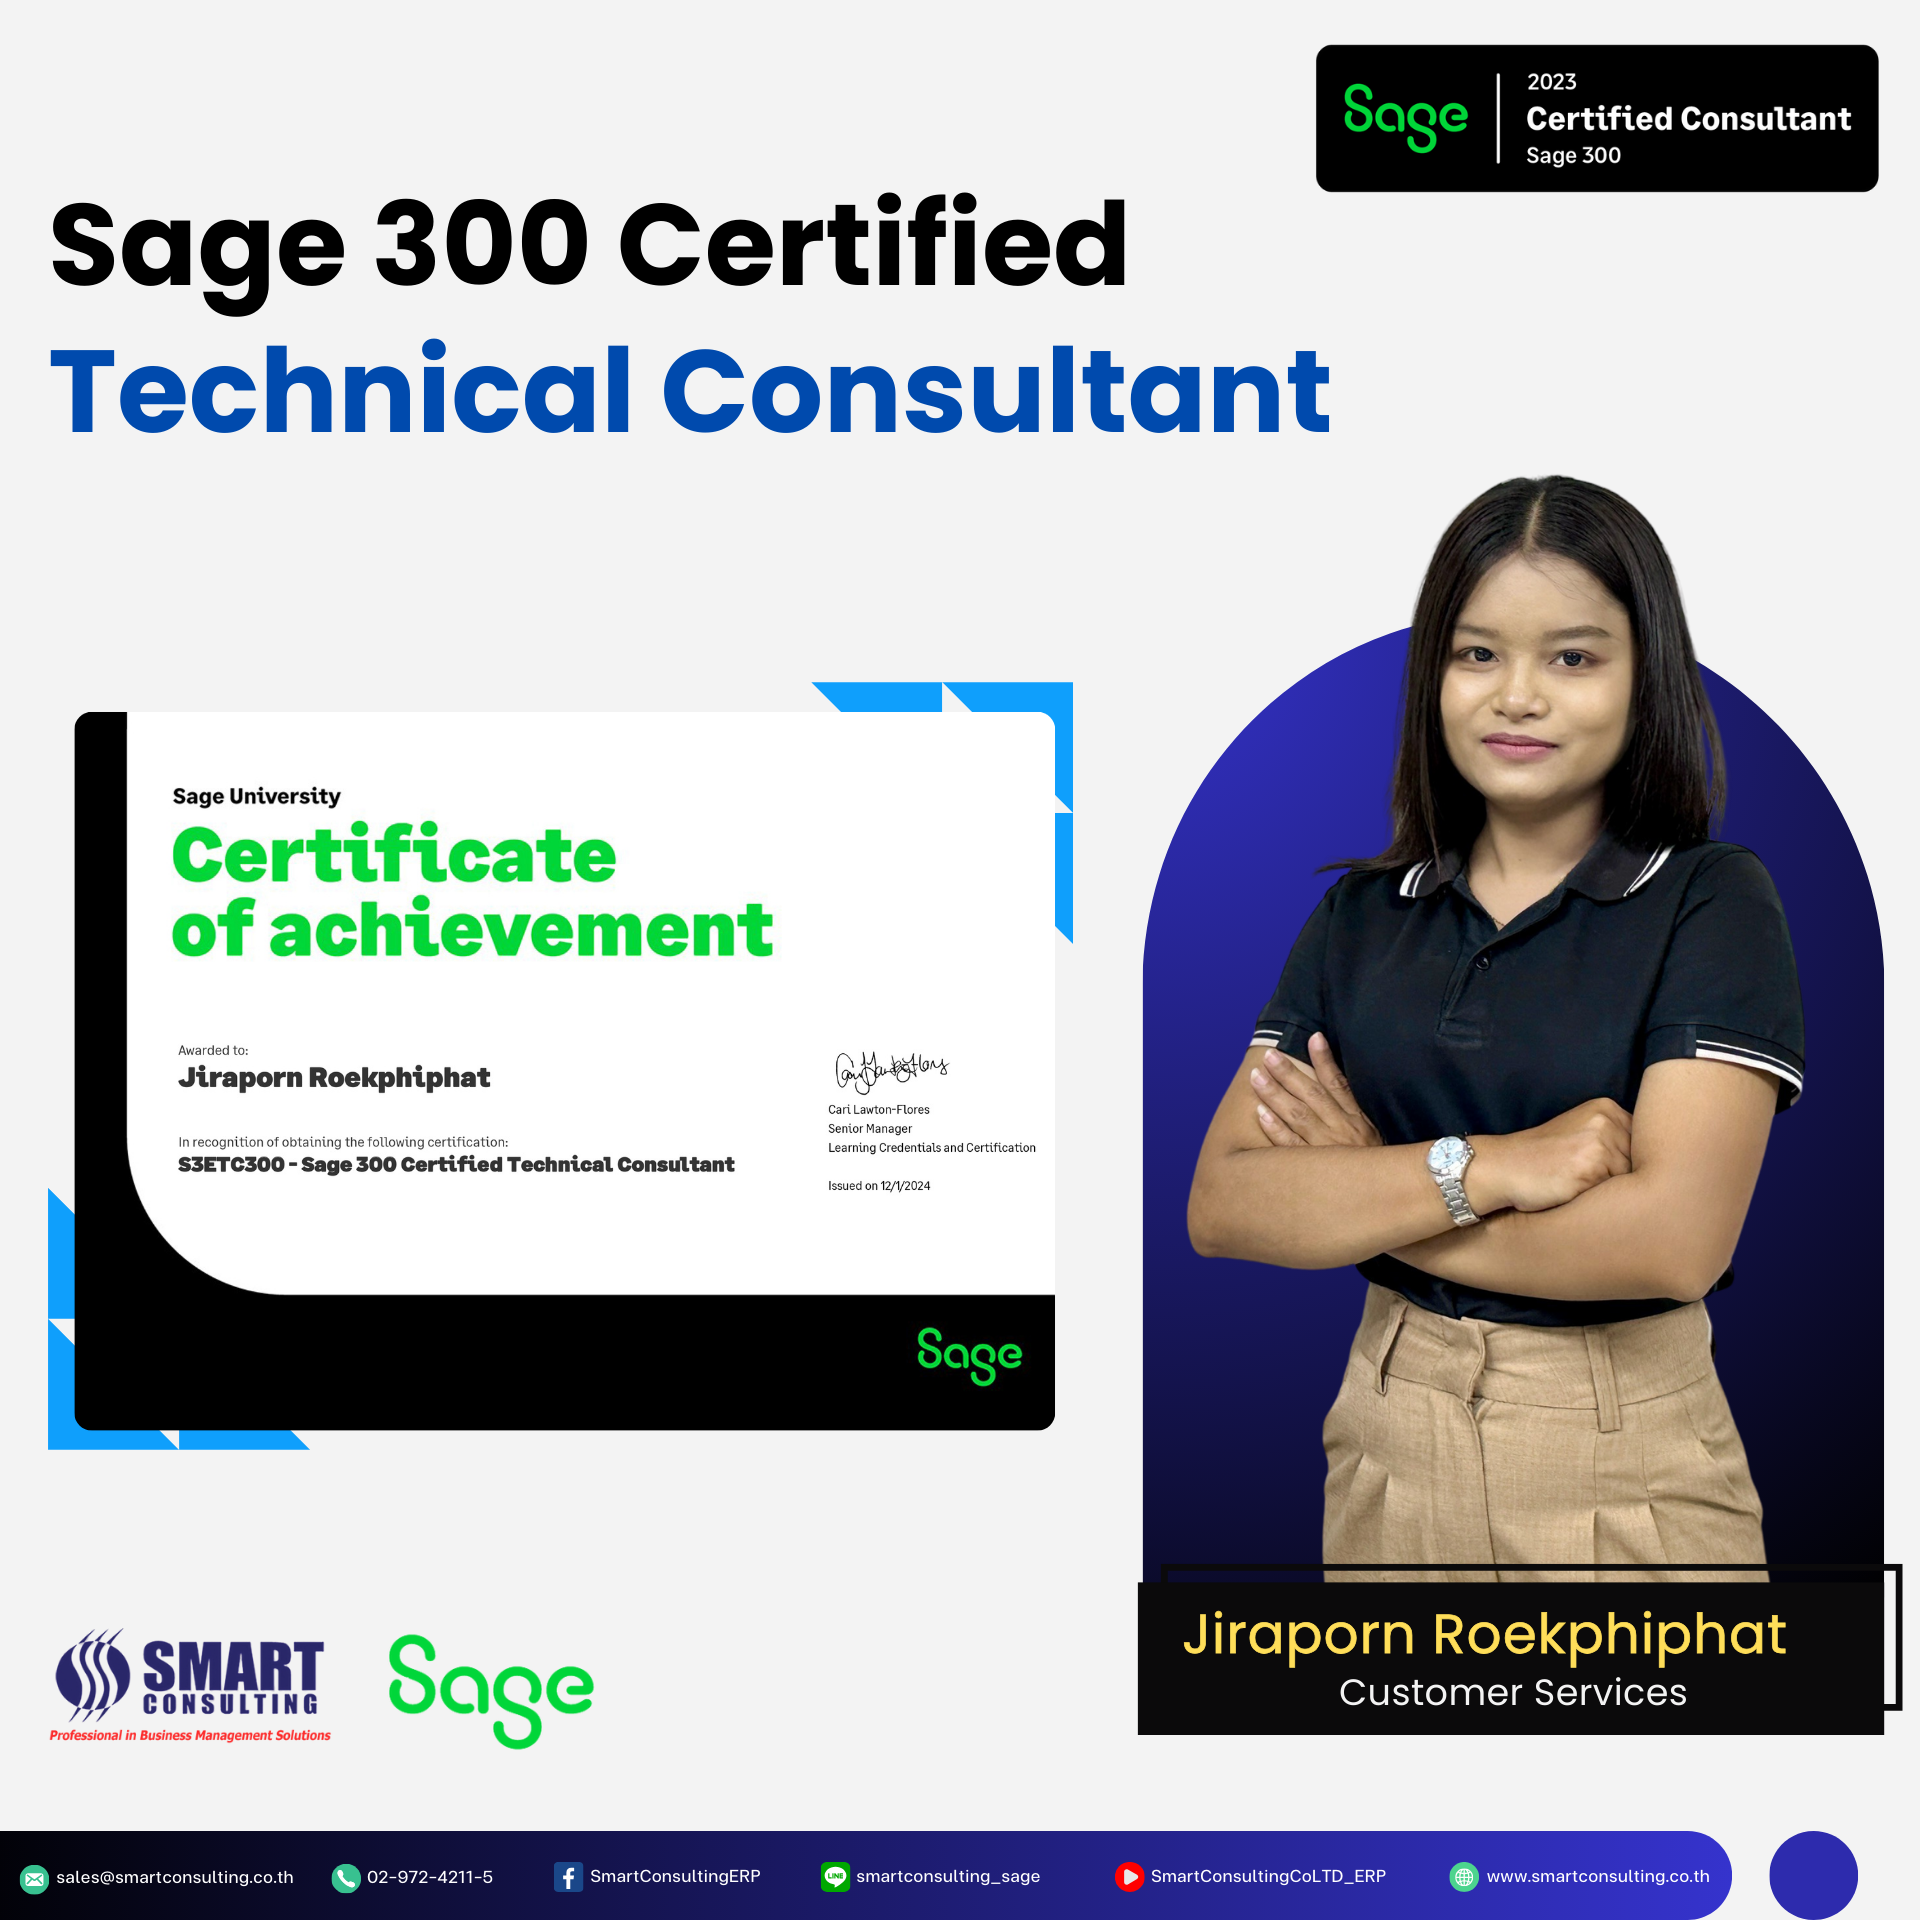 Sage
2023
Certified Consultant
Sage 300
Sage 300 Certified
Technical Consultant
Sage University
Certificate
of achievement
Awarded to:
Jiraporn Roekphiphat
In recognition of obtaining the following certification:
S3ETC300 - Sage 300 Certified Technical Consultant
Cari Lawton-Flores
Senior Manager
Learning Credentials and Certification
Issued on 12/1/2024
Sage
Jiraporn Roekphiphat
Customer Services
SMART
CONSULTING
Professional in Business Management Solutions
Sage
sales@smartconsulting.co.th
02-972-4211-5
SmartConsultingERP
LINE
smartconsulting_sage
SmartConsultingCoLTD_ERP
www.smartconsulting.co.th